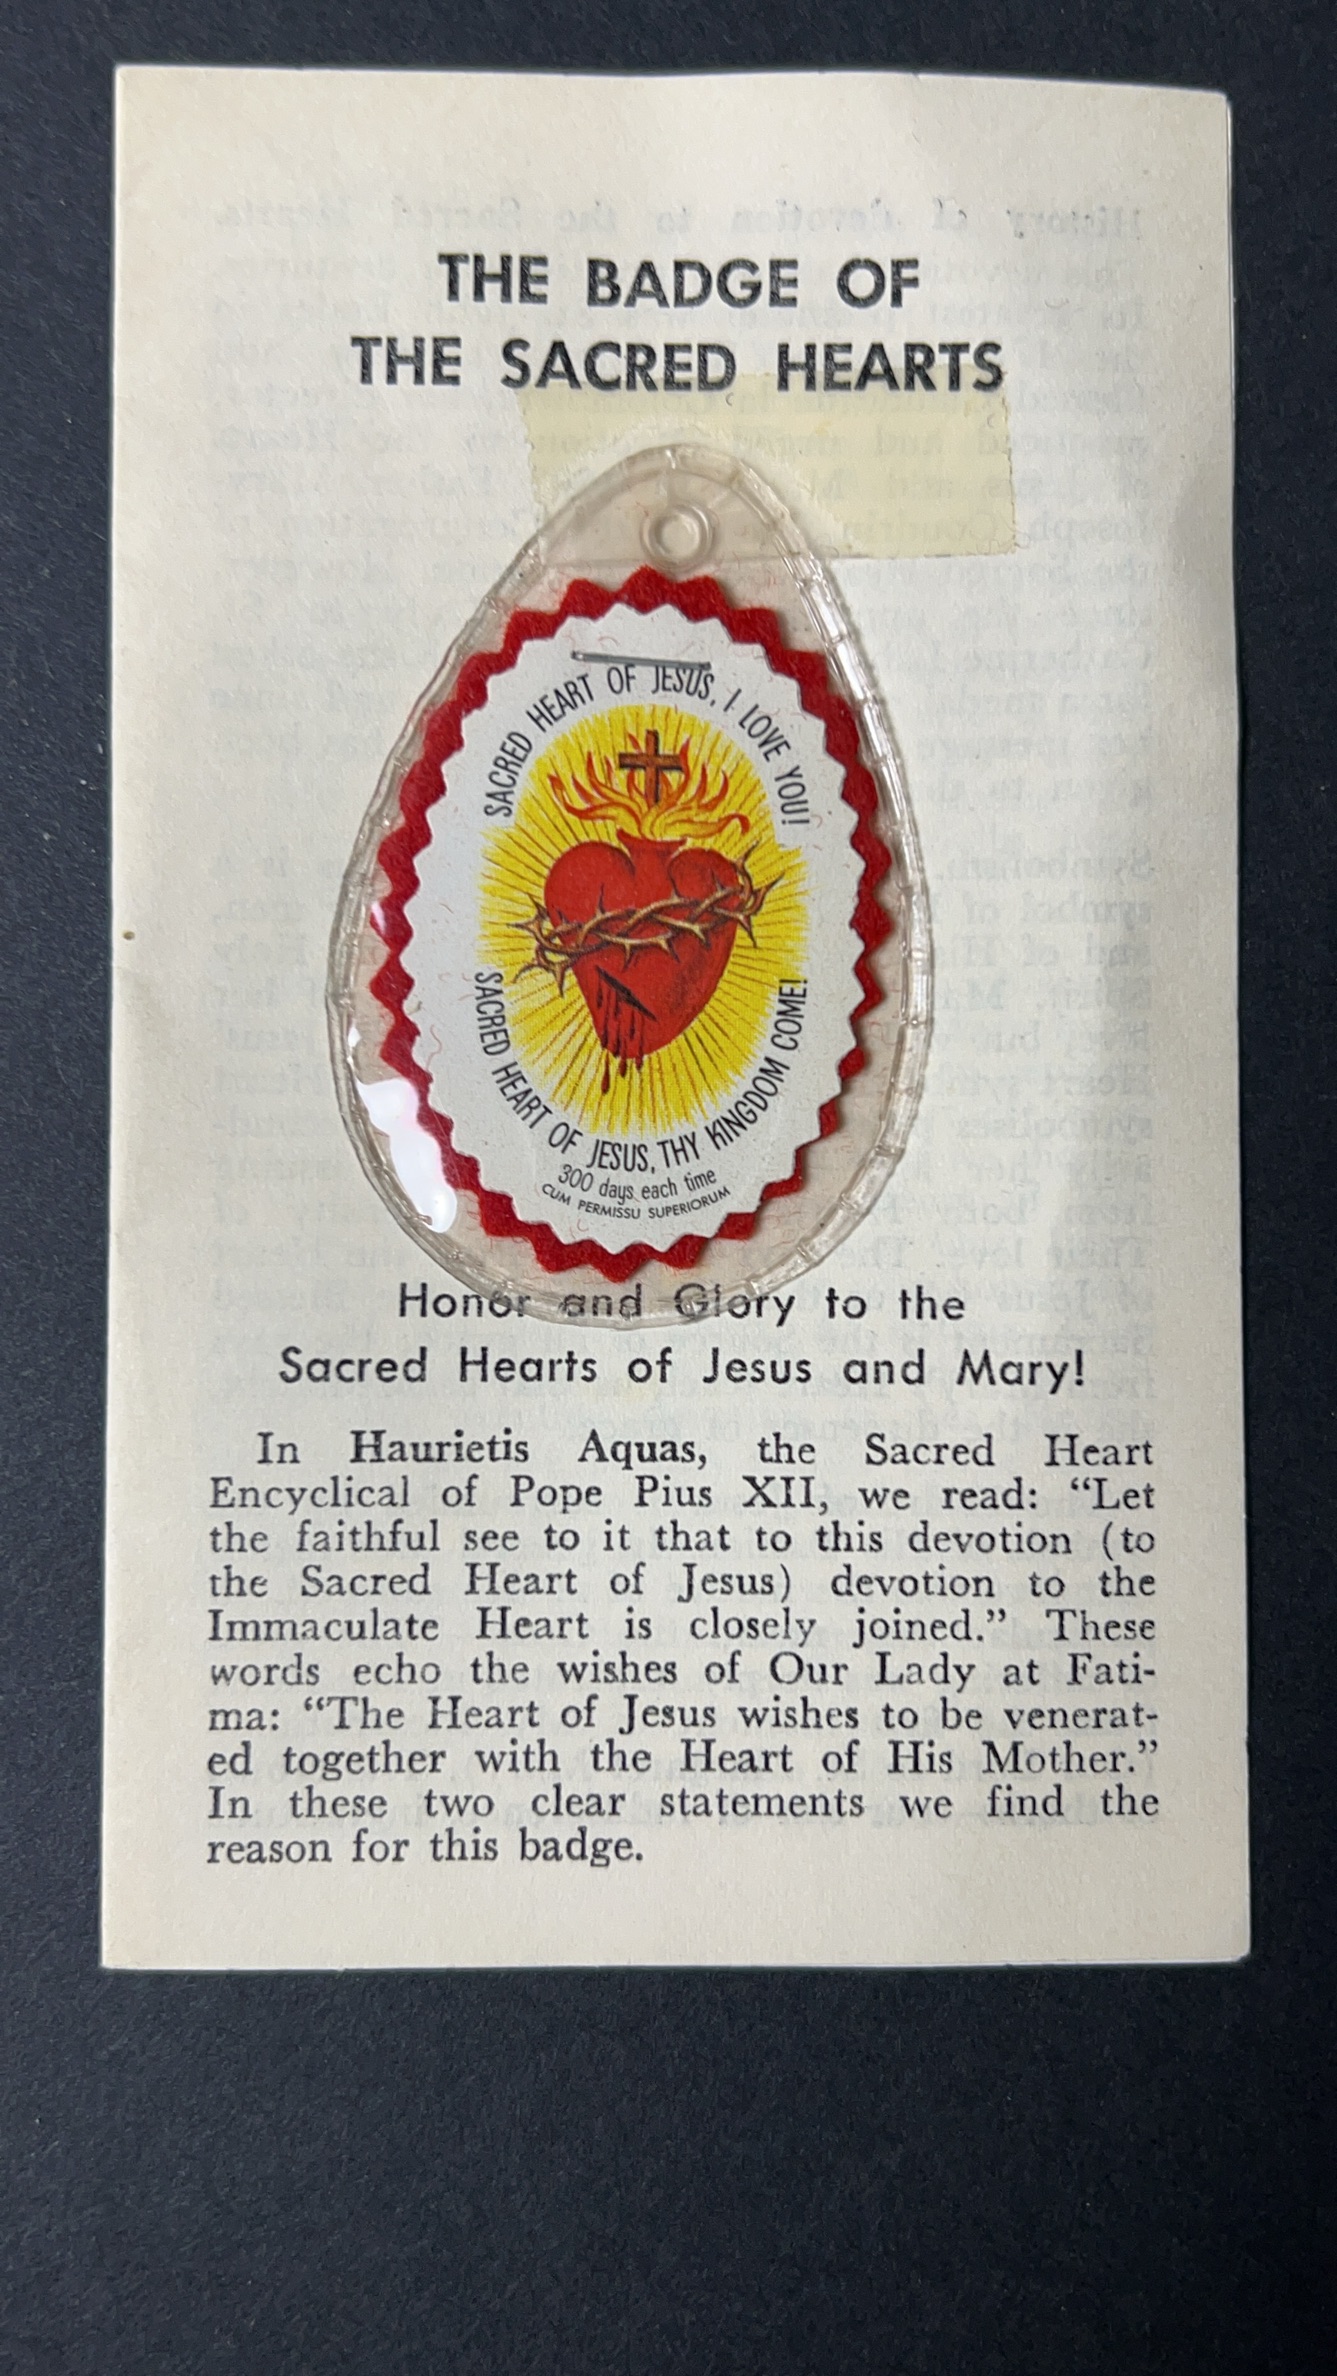 THE BADGE OF
THE SACRED HEARTS
SACRED HEART OF JESUS, I LOVE YOU!
SACRED HEART OF JESUS, THY KINGDOM COME!
300 days each time
CUM PERMISSU SUPERIORUM
Honor and Glory to the
Sacred Hearts of Jesus and Mary!
In Haurietis Aquas, the Sacred Heart
Encyclical of Pope Pius XII, we read: “Let
the faithful see to it that to this devotion (to
the Sacred Heart of Jesus) devotion to the
Immaculate Heart is closely joined.” These
words echo the wishes of Our Lady at Fati-
ma: “The Heart of Jesus wishes to be venerat-
ed together with the Heart of His Mother.”
In these two clear statements we find the
reason for this badge.